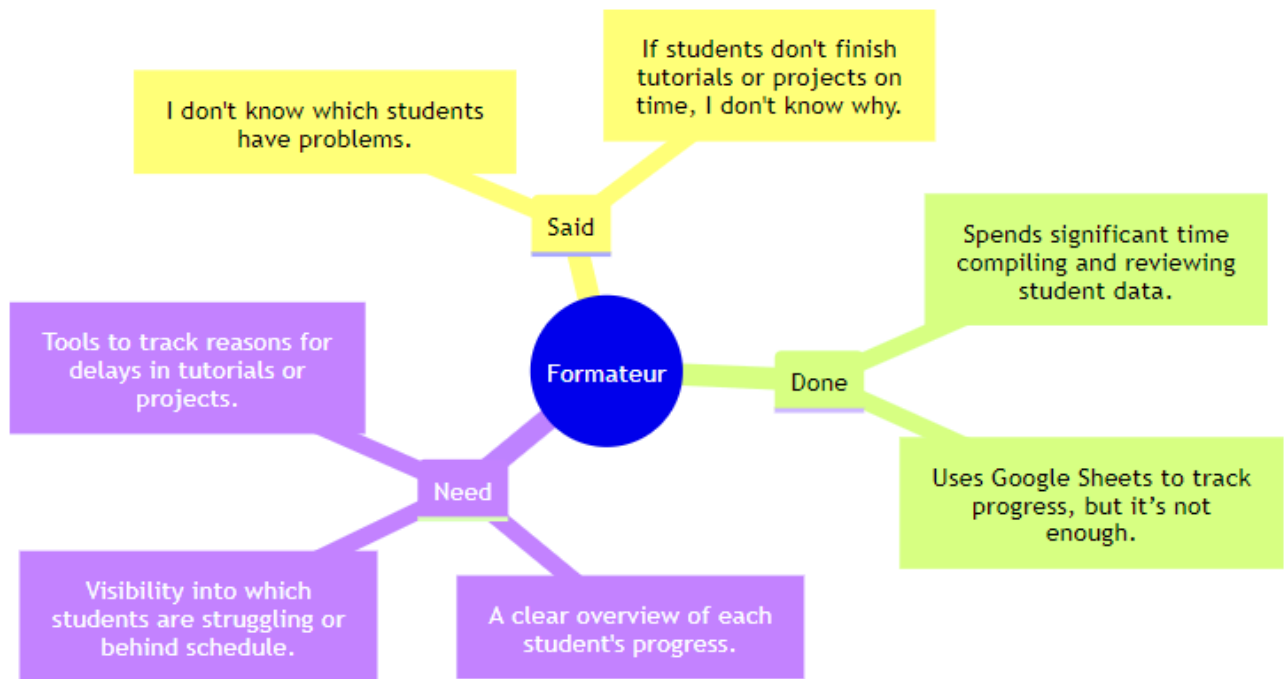 If students don't finish
tutorials or projects on
time, I don't know why.
I don't know which students
have problems.
Said
Spends significant time
compiling and reviewing
student data.
Tools to track reasons for
delays in tutorials or
projects.
Formateur
Done
Need
Uses Google Sheets to track
progress, but it’s not
enough.
Visibility into which
students are struggling or
behind schedule.
A clear overview of each
student's progress.